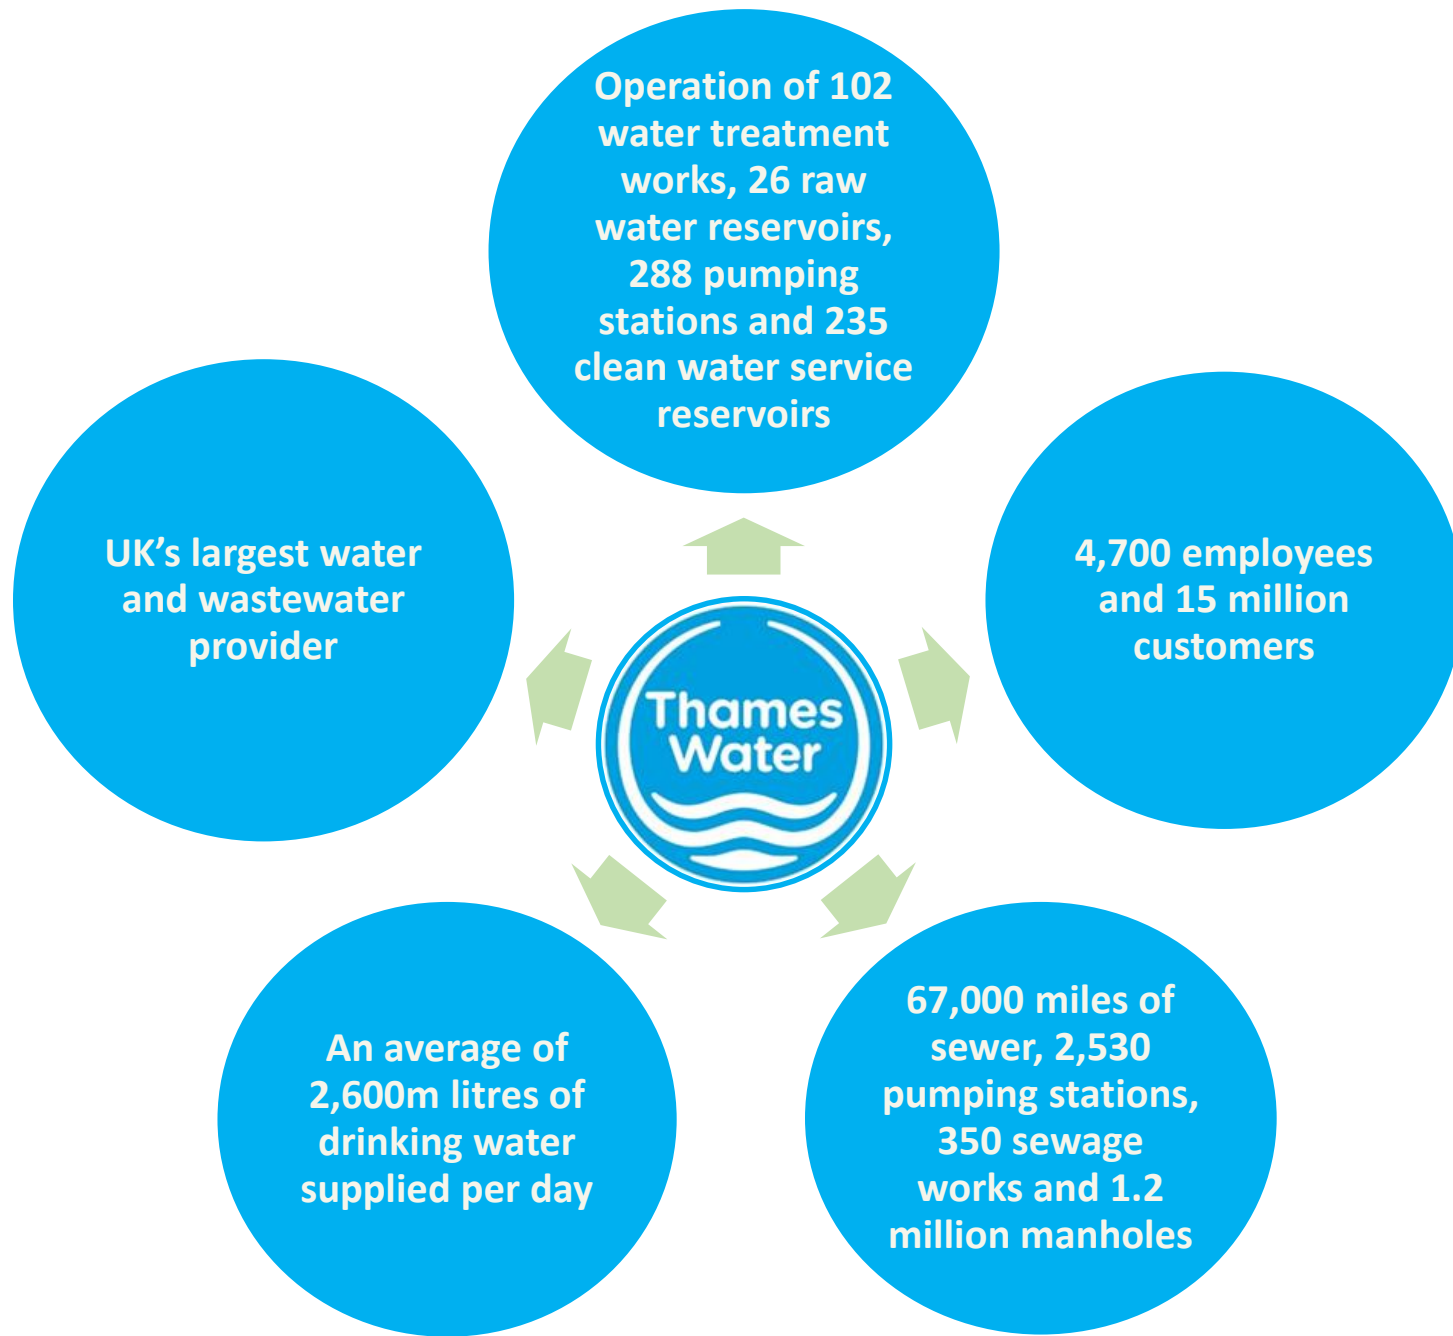 Operation of 102
water treatment
works, 26 raw
water reservoirs,
288 pumping
stations and 235
clean water service
reservoirs
UK’s largest water
and wastewater
provider
4,700 employees
and 15 million
customers
Thames
Water
An average of
2,600m litres of
drinking water
supplied per day
67,000 miles of
sewer, 2,530
pumping stations,
350 sewage
works and 1.2
million manholes